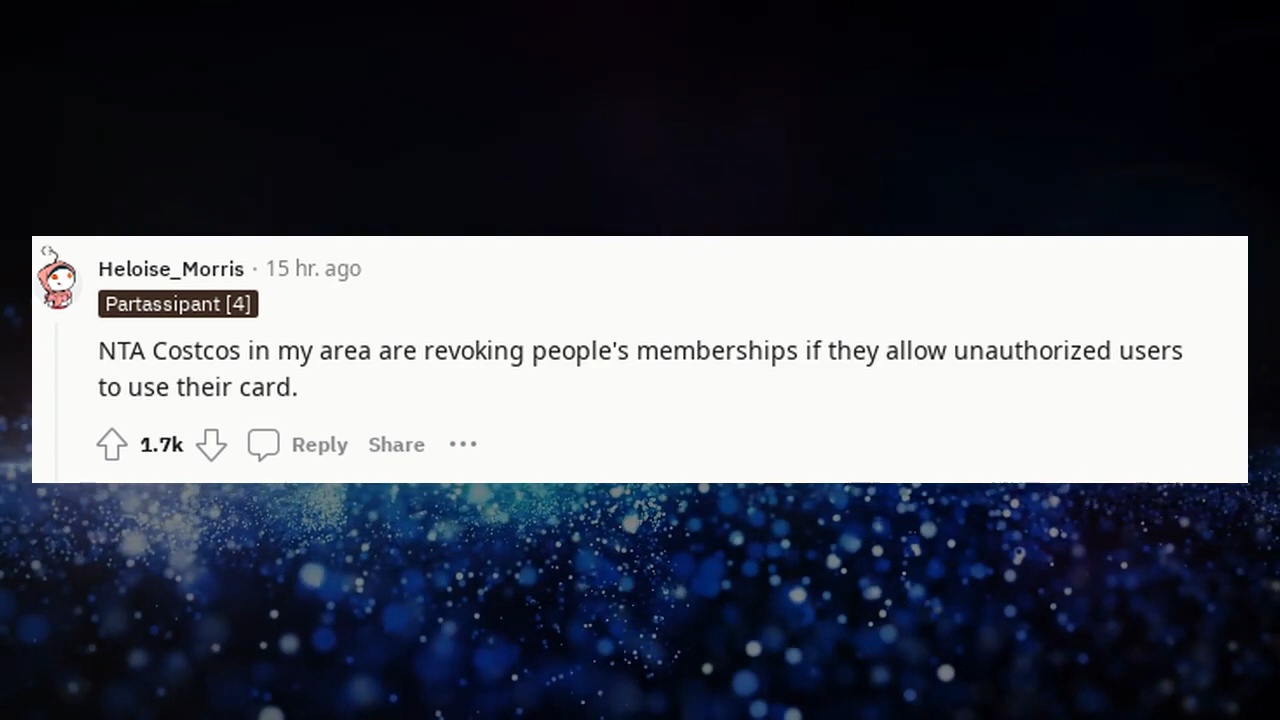 Heloise_Morris · 15 hr. ago
Partassipant [4]
NTA Costcos in my area are revoking people's memberships if they allow unauthorized users
to use their card.
1.7k Reply Share •••